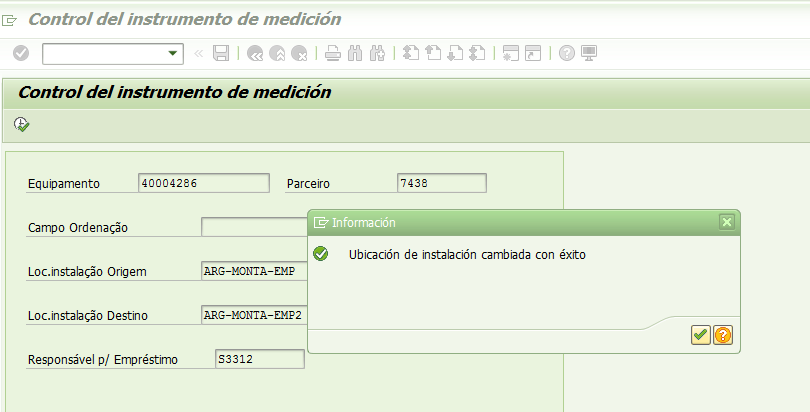 Control del instrumento de medición
Control del instrumento de medición
Equipamento 40004286 Parceiro 7438
Campo Ordenação
Información
Ubicación de instalación cambiada con éxito
Loc.instalação Origem ARG-MONTA-EMP
Loc.instalação Destino ARG-MONTA-EMP2
Responsável p/ Empréstimo S3312